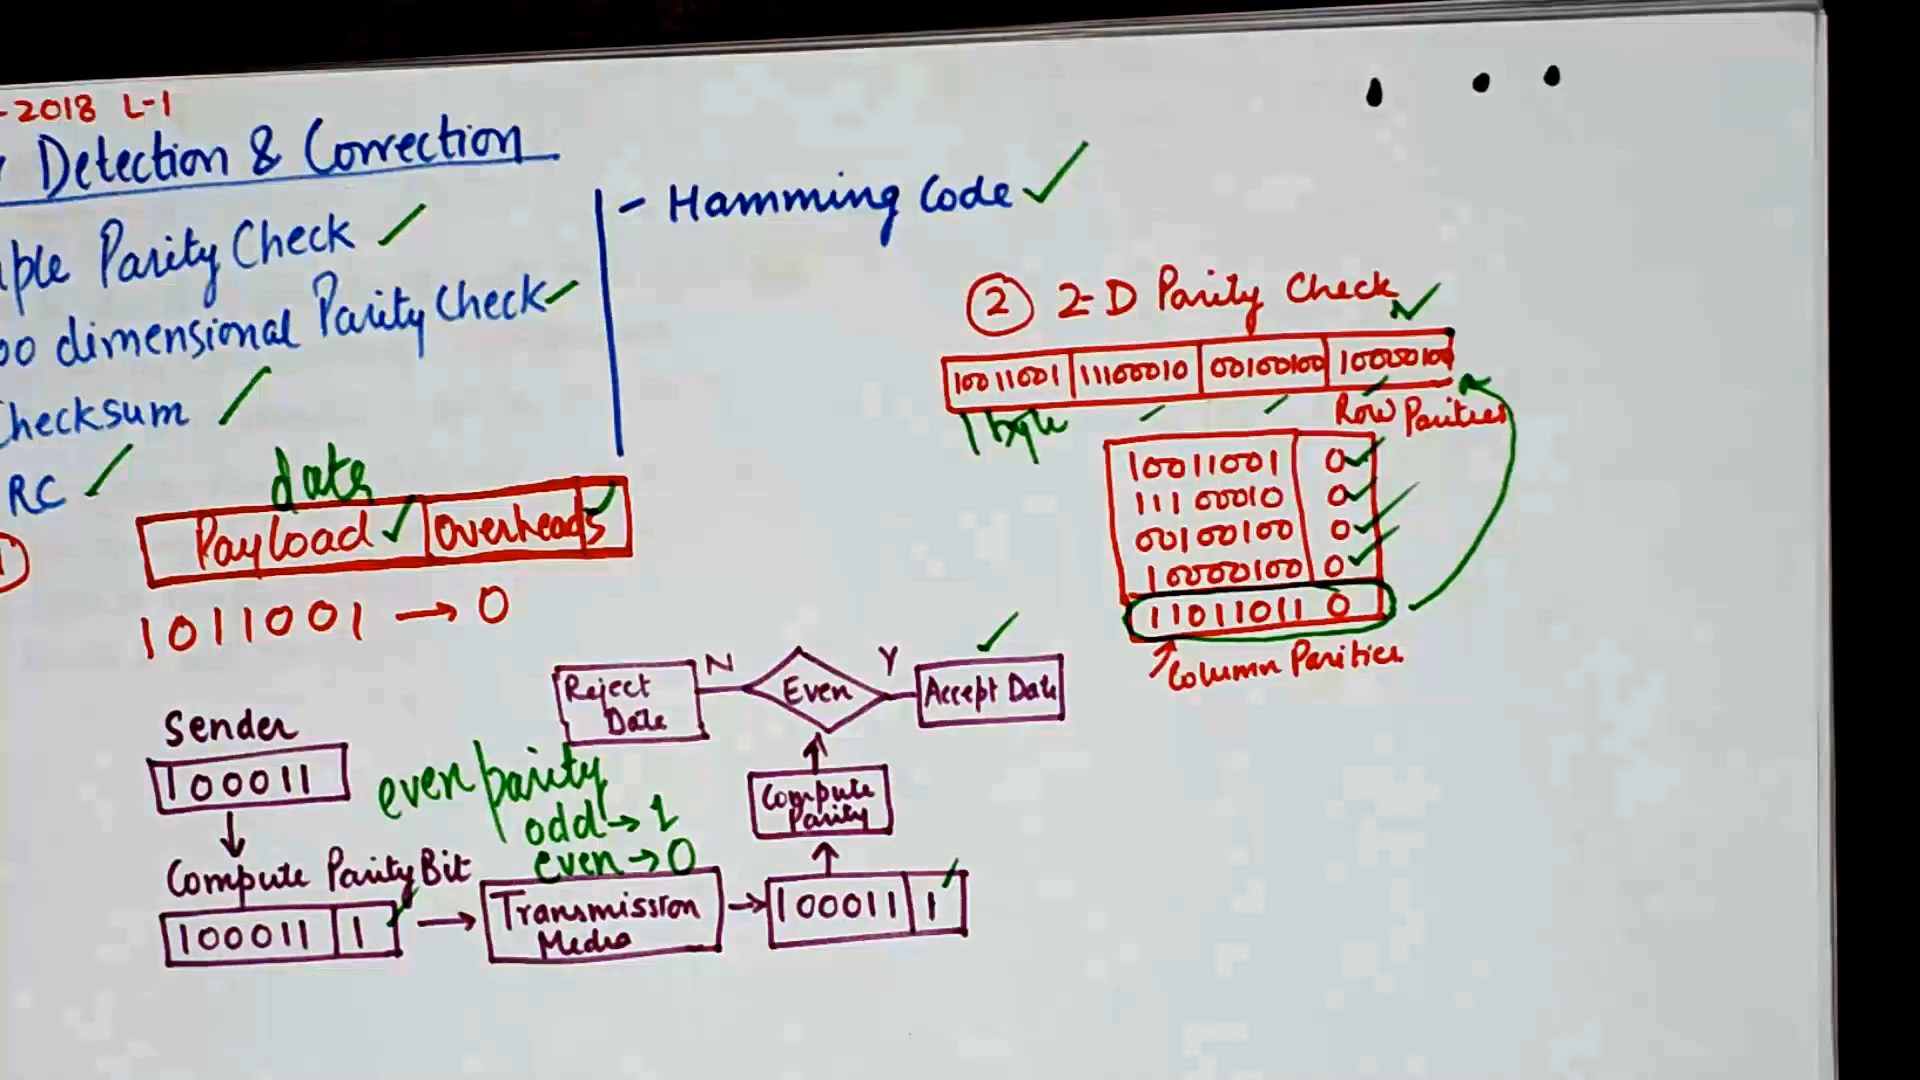 -2018 L-1
Detection & Correction
Parity Check
dimensional Parity Check
Checksum
RC
- Hamming Code
data
Payload
Overheads
1011001 → 0
Sender
100011
Compute Parity Bit
100011 1
even parity
odd → 1
even → 0
Transmission
Media
100011 1
Compute
Parity
Even
N
Y
Reject
Data
Accept Data
2 2-D Parity Check
10011001 11100010 00100100 10000100
1 byte
Row Parities
10011001 0
11100010 0
00100100 0
10000100 0
11011011 0
Column Parities